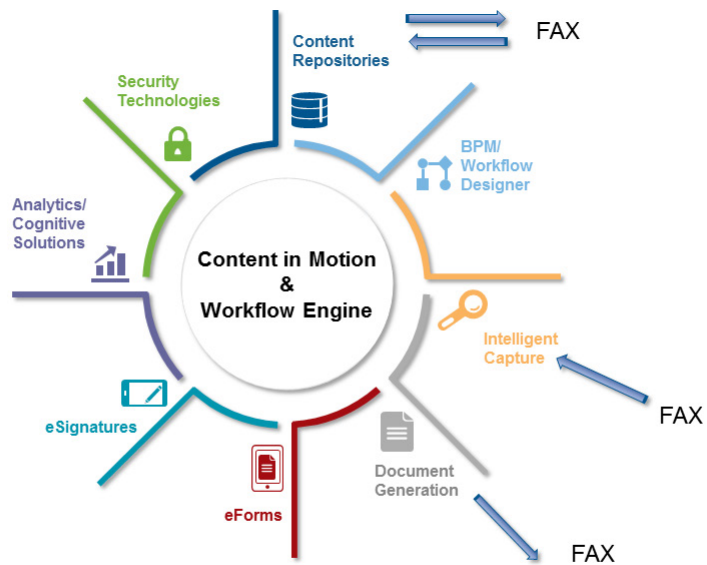 Content
Repositories
FAX
Security
Technologies
BPM/
Workflow
Designer
Analytics/
Cognitive
Solutions
Content in Motion
&
Workflow Engine
Intelligent
Capture
FAX
eSignatures
Document
Generation
eForms
FAX